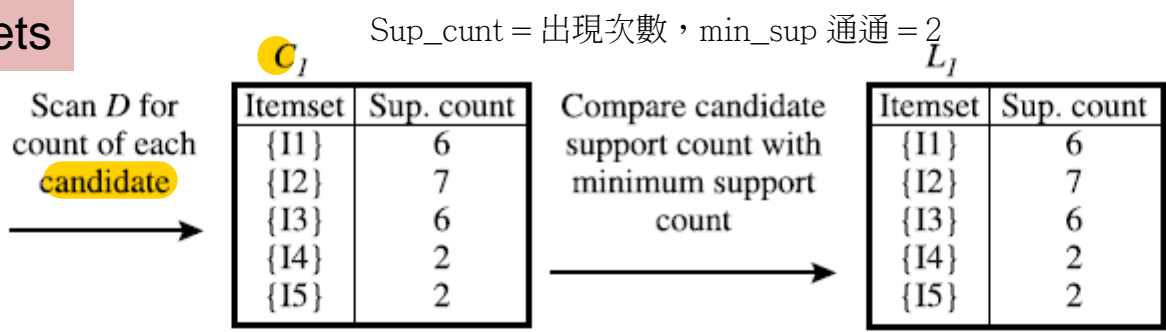 ets
Sup_cunt = 出現次數，min_sup 通通 = 2
C1
L1
Scan D for
count of each
candidate
Itemset Sup. count
{I1} 6
{I2} 7
{I3} 6
{I4} 2
{I5} 2
Compare candidate
support count with
minimum support
count
Itemset Sup. count
{I1} 6
{I2} 7
{I3} 6
{I4} 2
{I5} 2